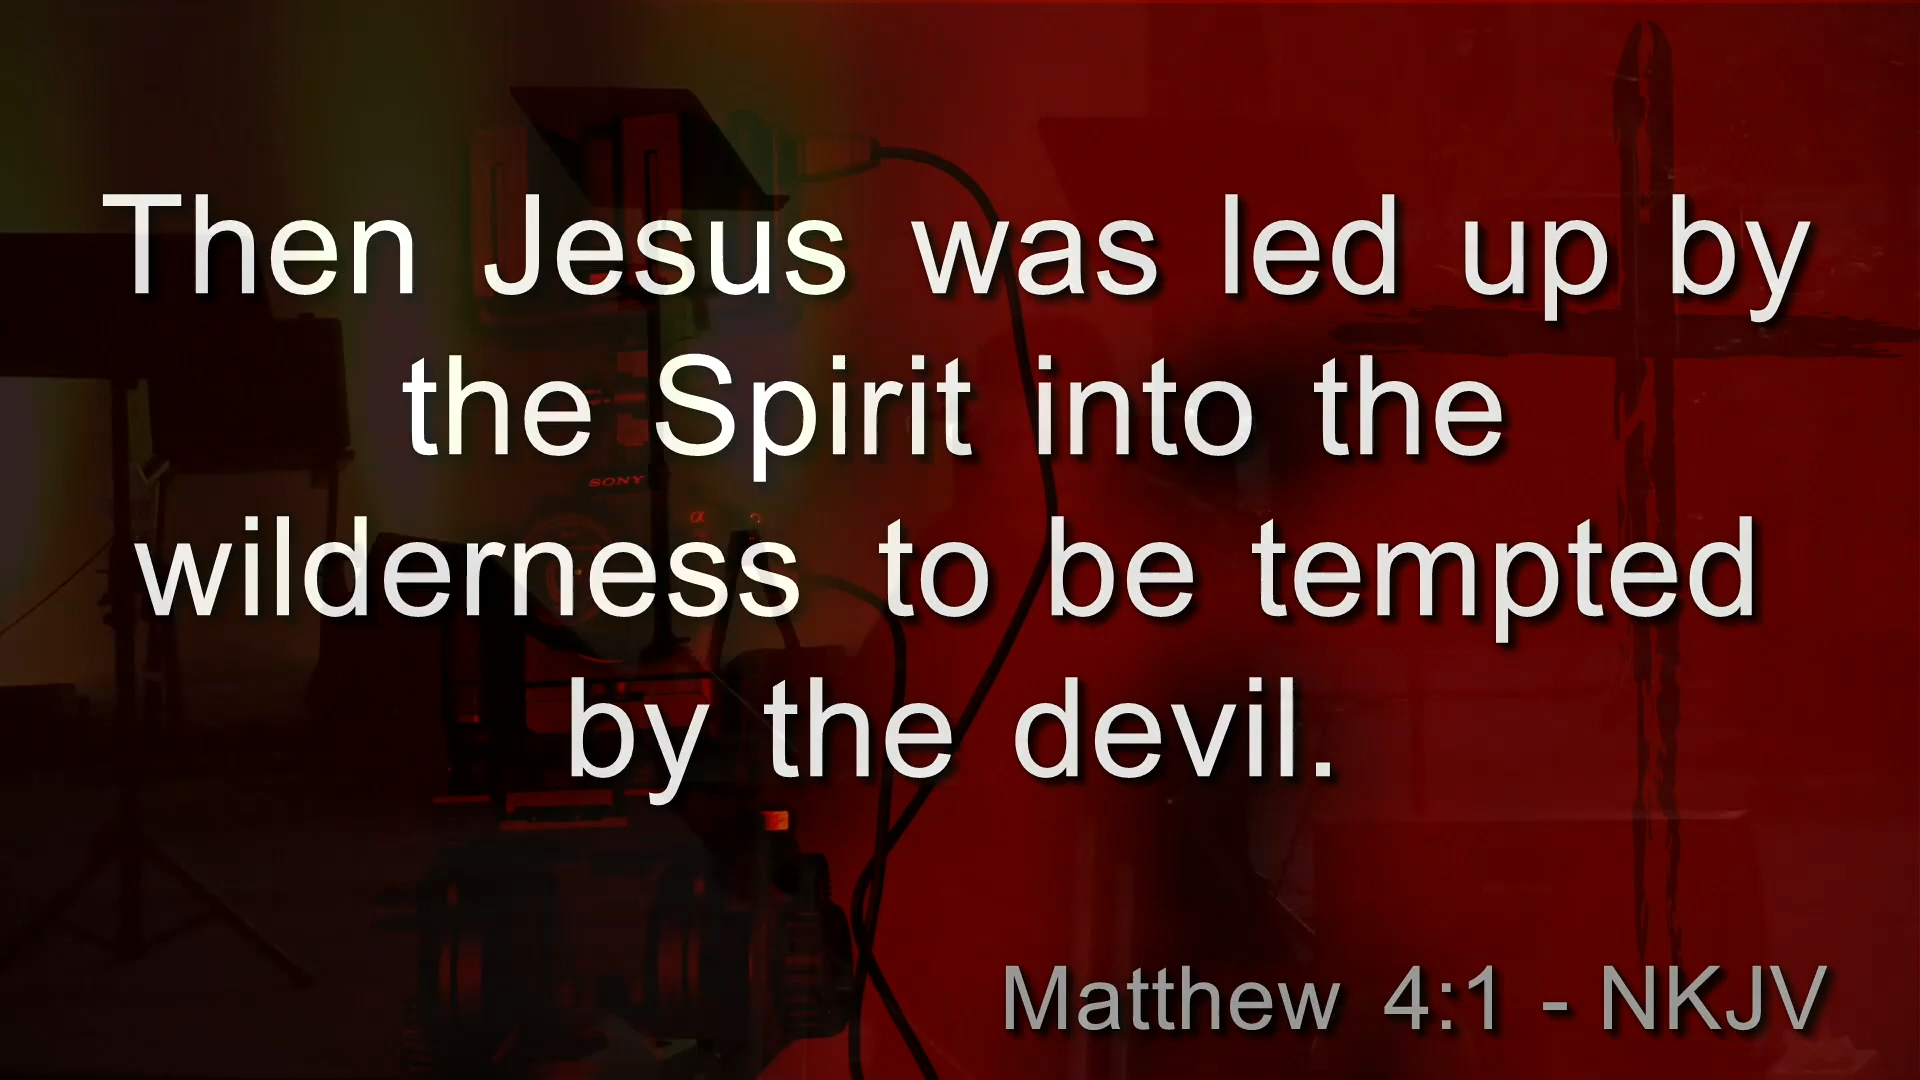 Then Jesus was led up by
the Spirit into the
SONY
α
wilderness to be tempted
by the devil.
Matthew 4:1 - NKJV